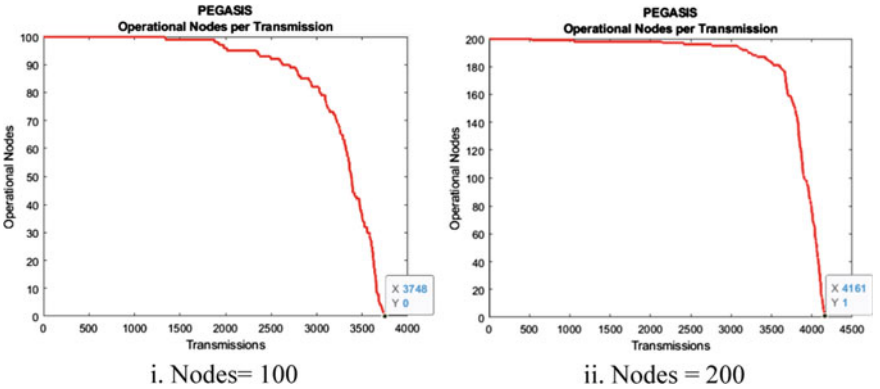 PEGASIS
Operational Nodes per Transmission
Operational Nodes
100
90
80
70
60
50
40
30
20
10
0
X 3748
Y 0
0 500 1000 1500 2000 2500 3000 3500 4000
Transmissions
i. Nodes= 100
PEGASIS
Operational Nodes per Transmission
Operational Nodes
200
180
160
140
120
100
80
60
40
20
0
X 4161
Y 1
0 500 1000 1500 2000 2500 3000 3500 4000 4500
Transmissions
ii. Nodes = 200